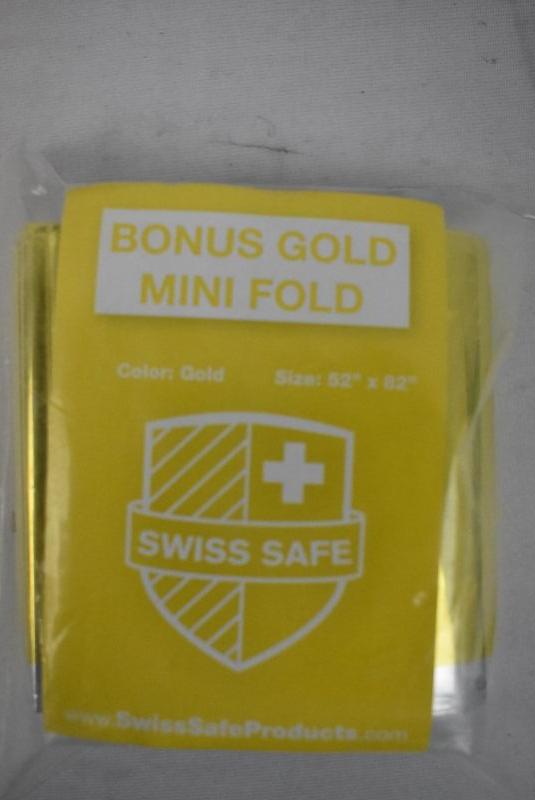 BONUS GOLD
MINI FOLD
Color: Gold Size: 52" x 82"
SWISS SAFE
www.SwissSafeProducts.com